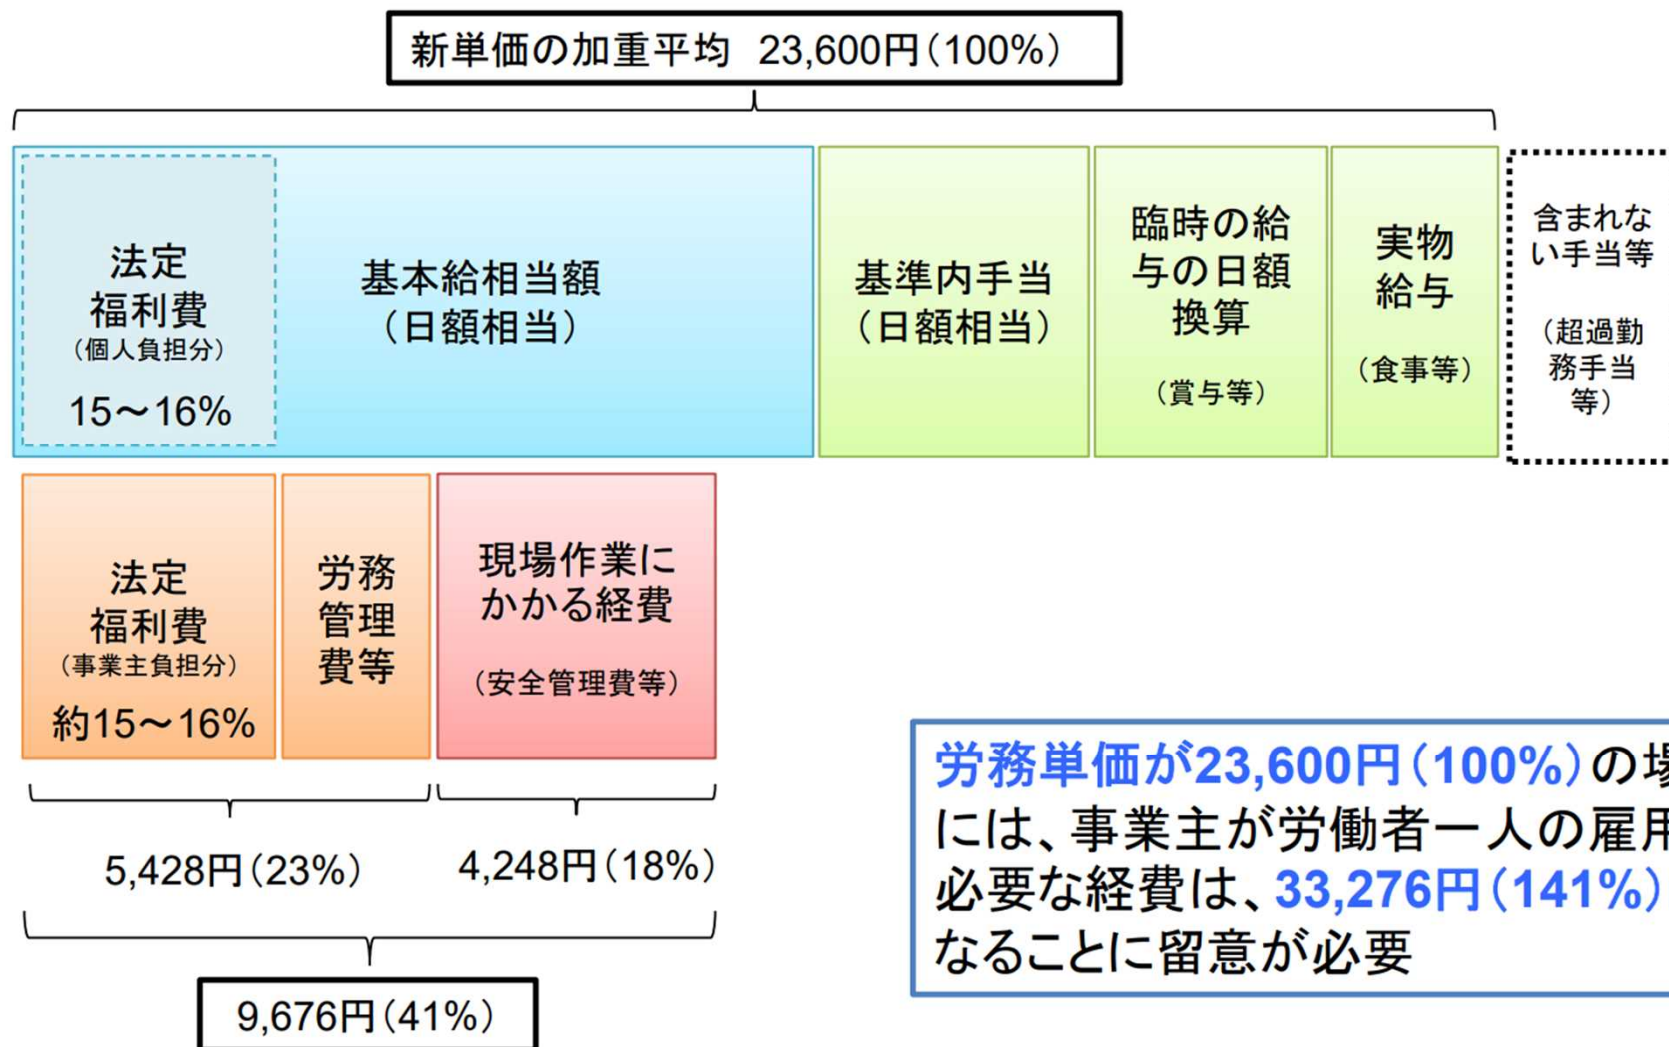 新単価の加重平均 23,600円（100%）
法定
福利費
（個人負担分）
15～16%
基本給相当額
（日額相当）
基準内手当
（日額相当）
臨時の給
与の日額
換算
（賞与等）
実物
給与
（食事等）
含まれな
い手当等
（超過勤
務手当
等）
法定
福利費
（事業主負担分）
約15～16%
労務
管理
費等
現場作業に
かかる経費
（安全管理費等）
5,428円（23%）
4,248円（18%）
9,676円（41%）
労務単価が23,600円（100%）の場
には、事業主が労働者一人の雇用
必要な経費は、33,276円（141%）
なることに留意が必要